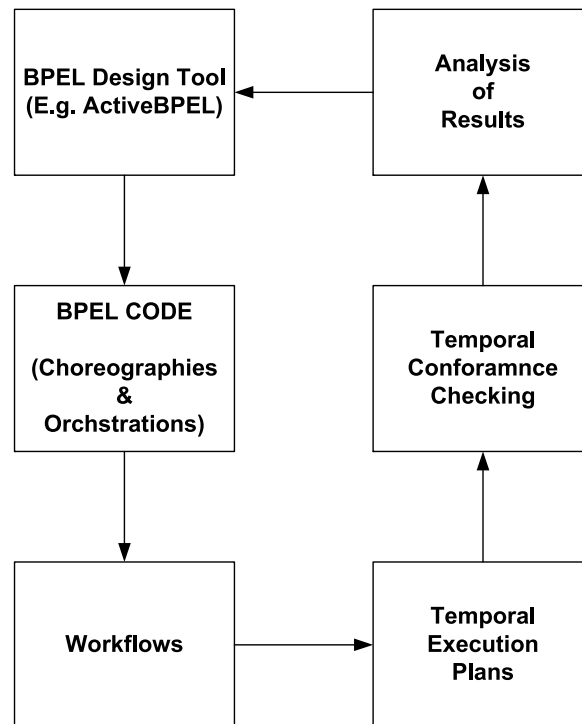 BPEL Design Tool
(E.g. ActiveBPEL)
Analysis
of
Results
BPEL CODE
(Choreographies
&
Orchstrations)
Temporal
Conforamnce
Checking
Workflows
Temporal
Execution
Plans